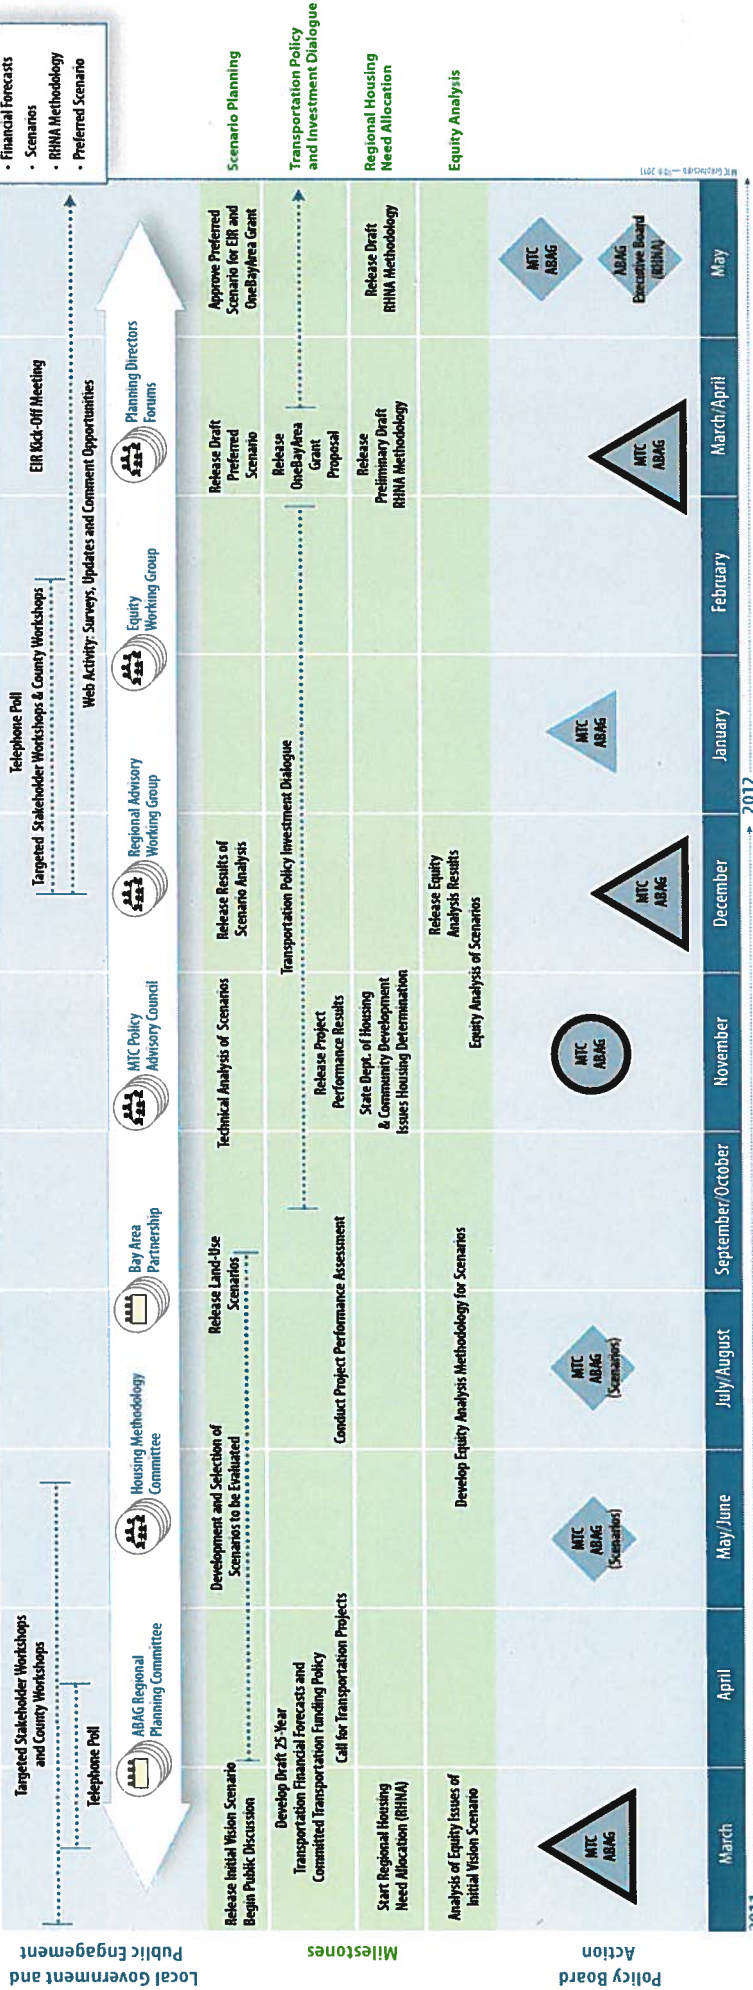 • Financial Forecasts
• Scenarios
• RHNA Methodology
• Preferred Scenario
Local Government and
Public Engagement
Targeted Stakeholder Workshops
and County Workshops
Telephone Poll
Telephone Poll
Targeted Stakeholder Workshops & County Workshops
EIR Kick-Off Meeting
Web Activity: Surveys, Updates and Comment Opportunities
ABAG Regional
Planning Committee
Housing Methodology
Committee
Bay Area
Partnership
MTC Policy
Advisory Council
Regional Advisory
Working Group
Equity
Working Group
Planning Directors
Forums
Milestones
Release Initial Vision Scenario
Begin Public Discussion
Development and Selection of
Scenarios to be Evaluated
Release Land-Use
Scenarios
Technical Analysis of Scenarios
Release Results of
Scenario Analysis
Release Draft
Preferred
Scenario
Approve Preferred
Scenario for EIR and
OneBayArea Grant
Scenario Planning
Develop Draft 25-Year
Transportation Financial Forecasts and
Committed Transportation Funding Policy
Call for Transportation Projects
Conduct Project Performance Assessment
Transportation Policy Investment Dialogue
Release Project
Performance Results
Release
OneBayArea
Grant
Proposal
Transportation Policy
and Investment Dialogue
Start Regional Housing
Need Allocation (RHNA)
State Dept. of Housing
& Community Development
Issues Housing Determination
Release
Preliminary Draft
RHNA Methodology
Release Draft
RHNA Methodology
Regional Housing
Need Allocation
Analysis of Equity Issues of
Initial Vision Scenario
Develop Equity Analysis Methodology for Scenarios
Release Equity
Analysis Results
Equity Analysis of Scenarios
Equity Analysis
Policy Board
Action
MTC
ABAG
MTC
ABAG
(Scenarios)
MTC
ABAG
(Scenarios)
MTC
ABAG
MTC
ABAG
MTC
ABAG
MTC
ABAG
MTC
ABAG
ABAG
Executive Board
(RHNA)
March
April
May/June
July/August
September/October
November
December
January
February
March/April
May
2011
2012